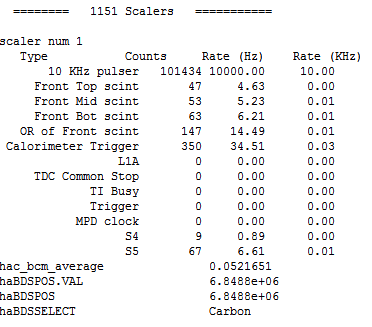 ======== 1151 Scalers ===========
scaler num 1
Type Counts Rate (Hz) Rate (KHz)
10 KHz pulser 101434 10000.00 10.00
Front Top scint 47 4.63 0.00
Front Mid scint 53 5.23 0.01
Front Bot scint 63 6.21 0.01
OR of Front scint 147 14.49 0.01
Calorimeter Trigger 350 34.51 0.03
L1A 0 0.00 0.00
TDC Common Stop 0 0.00 0.00
TI Busy 0 0.00 0.00
Trigger 0 0.00 0.00
MPD clock 0 0.00 0.00
S4 9 0.89 0.00
S5 67 6.61 0.01
hac_bcm_average 0.0521651
haBDSPOS.VAL 6.8488e+06
haBDSPOS 6.8488e+06
haBDSSELECT Carbon